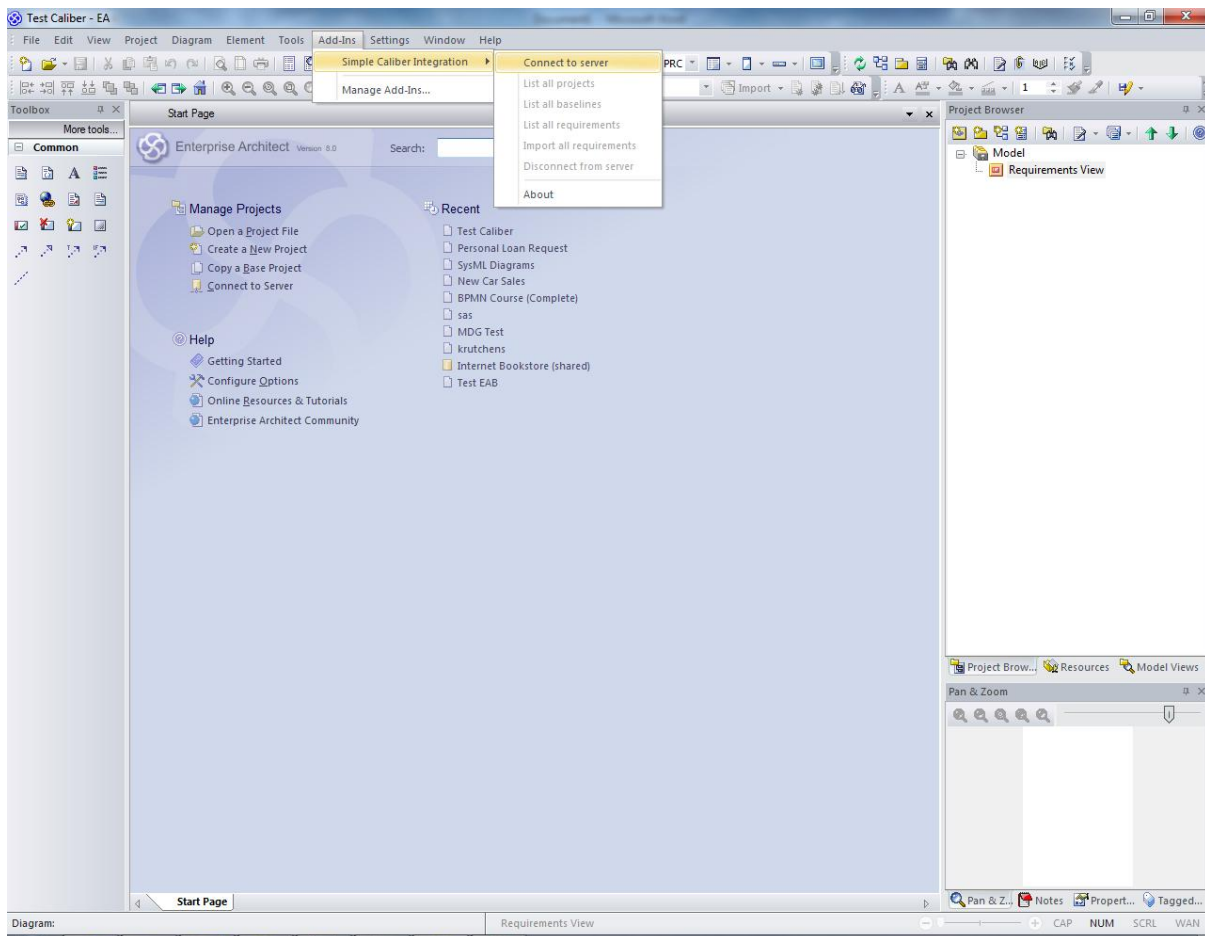 Test Caliber - EA
File Edit View Project Diagram Element Tools Add-Ins Settings Window Help
Simple Caliber Integration
Manage Add-Ins...
Connect to server
List all projects
List all baselines
List all requirements
Import all requirements
Disconnect from server
About
PRC
Import
A
1
Toolbox
More tools...
Common
A
Start Page
Enterprise Architect Version 8.0
Search:
Manage Projects
Open a Project File
Create a New Project
Copy a Base Project
Connect to Server
Help
Getting Started
Configure Options
Online Resources & Tutorials
Enterprise Architect Community
Recent
Test Caliber
Personal Loan Request
SysML Diagrams
New Car Sales
BPMN Course (Complete)
sas
MDG Test
krutchens
Internet Bookstore (shared)
Test EAB
Project Browser
Model
Requirements View
Project Brow... Resources Model Views
Pan & Zoom
Pan & Z... Notes Propert... Tagged...
Start Page
Diagram: Requirements View CAP NUM SCRL WAN